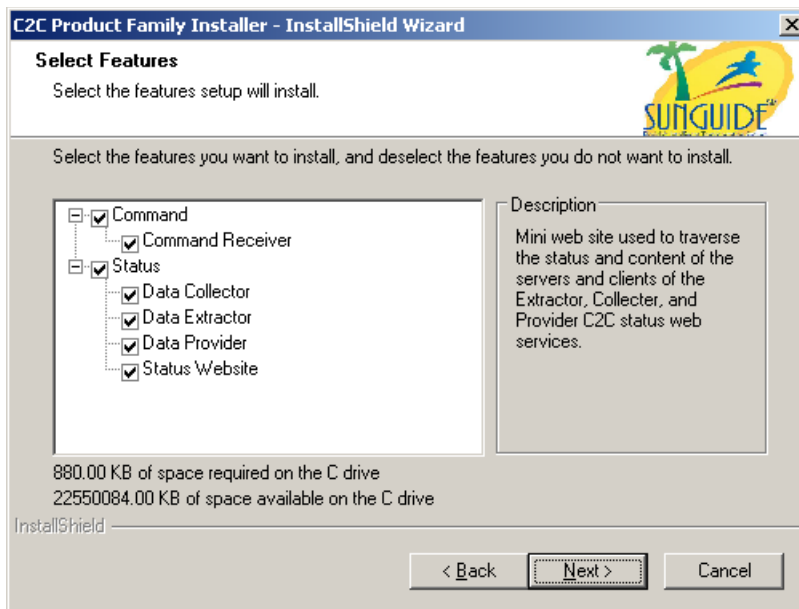 C2C Product Family Installer - InstallShield Wizard
Select Features
Select the features setup will install.
SUNGUIDE
Select the features you want to install, and deselect the features you do not want to install.
Command
Command Receiver
Status
Data Collector
Data Extractor
Data Provider
Status Website
Description
Mini web site used to traverse
the status and content of the
servers and clients of the
Extractor, Collecter, and
Provider C2C status web
services.
880.00 KB of space required on the C drive
22550084.00 KB of space available on the C drive
InstallShield
< Back
Next >
Cancel